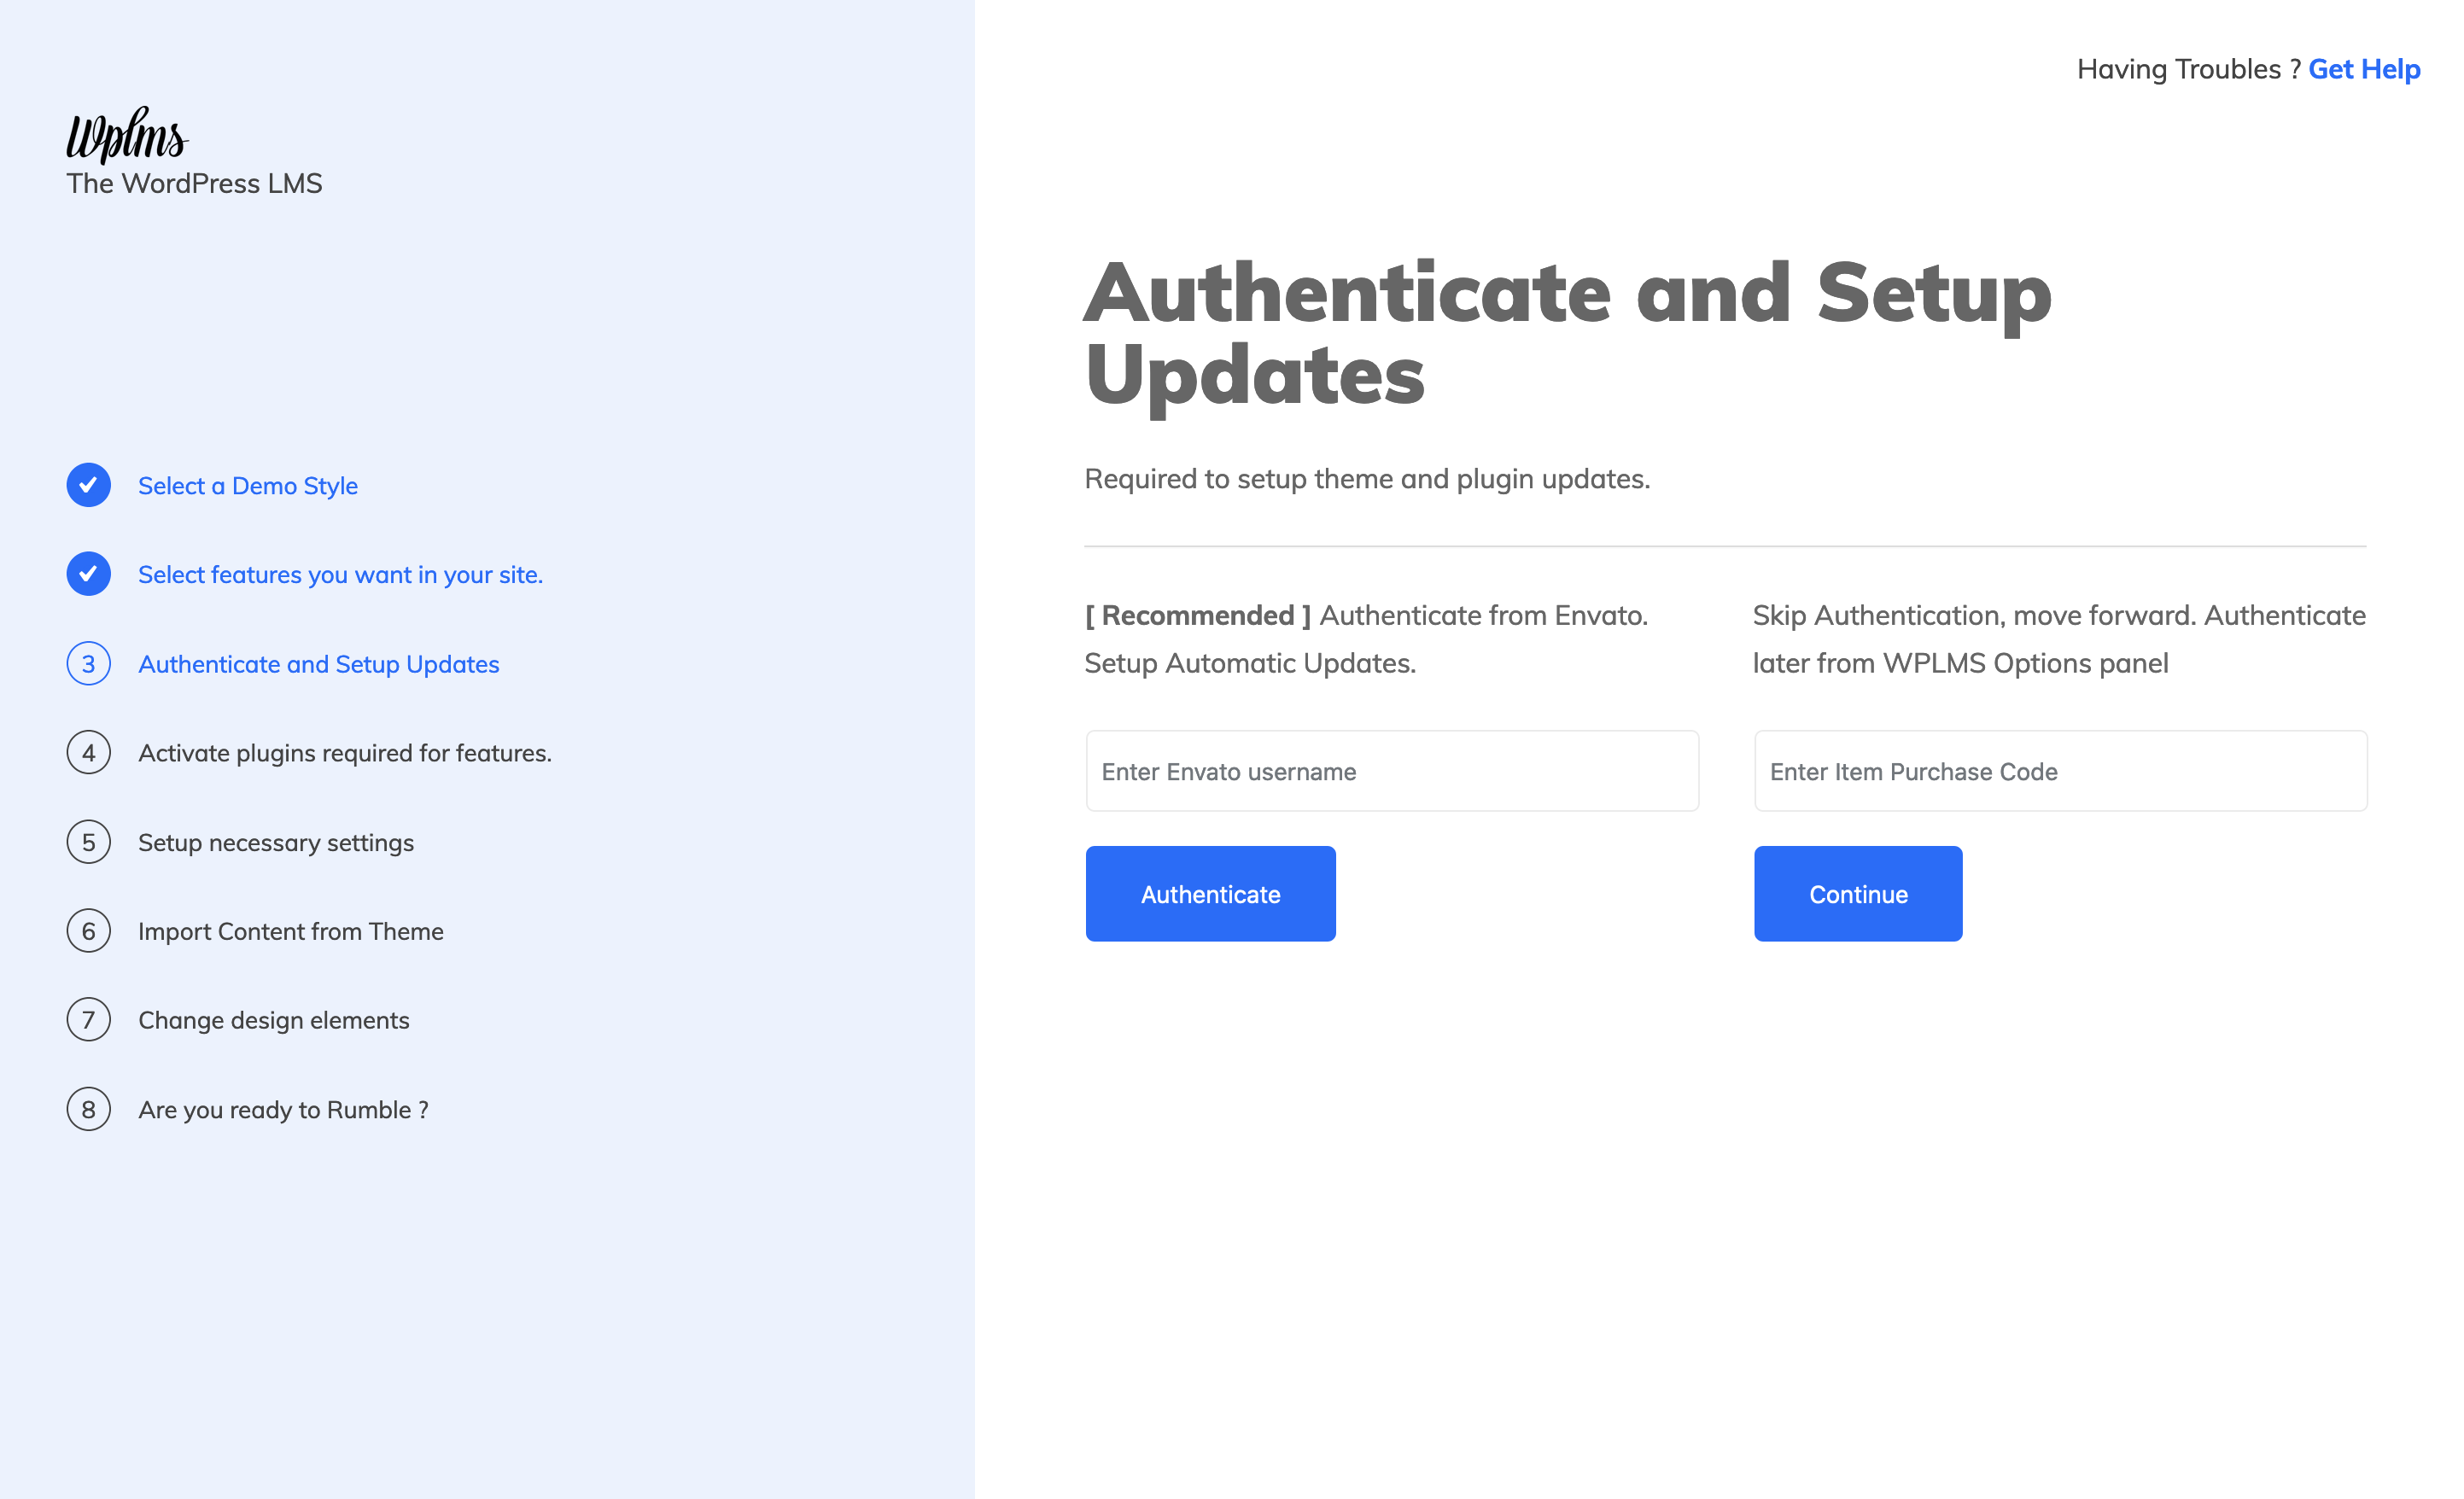 Having Troubles ? Get Help
Wplms
The WordPress LMS
Select a Demo Style
Select features you want in your site.
3 Authenticate and Setup Updates
4 Activate plugins required for features.
5 Setup necessary settings
6 Import Content from Theme
7 Change design elements
8 Are you ready to Rumble ?
Authenticate and Setup
Updates
Required to setup theme and plugin updates.
[ Recommended ] Authenticate from Envato.
Setup Automatic Updates.
Enter Envato username
Authenticate
Skip Authentication, move forward. Authenticate
later from WPLMS Options panel
Enter Item Purchase Code
Continue